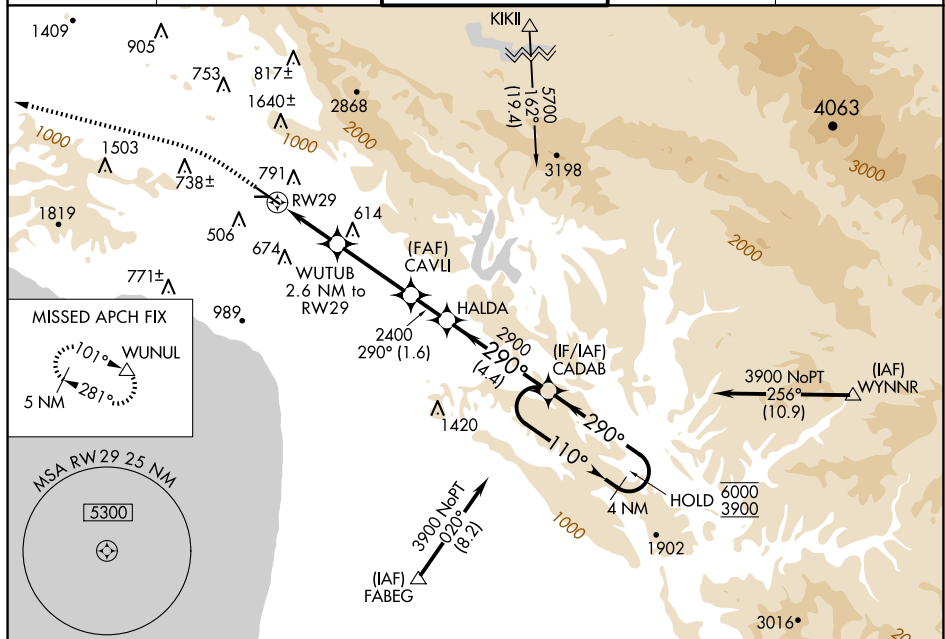 1409
905
753
817±
1640±
2868
2000
1000
1000
1503
738±
791
RW29
1819
506
674
614
771±
989
WUTUB
2.6 NM to
RW29
(FAF)
CAVLI
HALDA
2400
290° (1.6)
2900
290°
(4.4)
(IF/IAF)
CADAB
290°
110°
4 NM
HOLD
6000
3900
1420
1902
1000
KIKII
5700
162°
(19.4)
3198
4063
3000
2000
3900 NoPT
256°
(10.9)
(IAF)
WYNNR
3900 NoPT
020°
(8.2)
(IAF)
FABEG
3016
MISSED APCH FIX
101°
WUNUL
281°
5 NM
MSA RW29 25 NM
5300